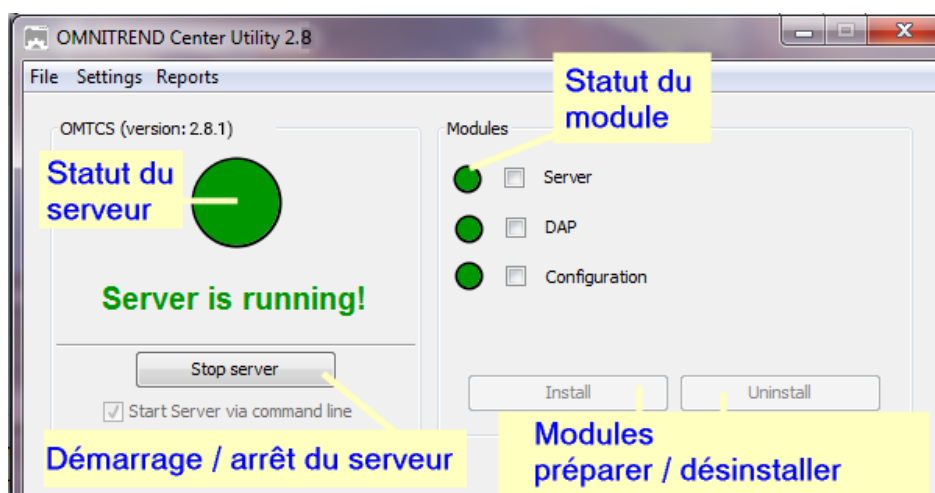 OMNITREND Center Utility 2.8
File Settings Reports
Statut du
module
OMTCS (version: 2.8.1)
Modules
Statut du
serveur
Server
DAP
Configuration
Server is running!
Stop server
Start Server via command line
Install
Uninstall
Démarrage / arrêt du serveur
Modules
préparer / désinstaller